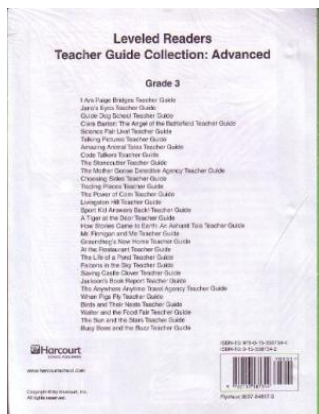 Leveled Readers
Teacher Guide Collection: Advanced
Grade 3
I Am Paige Bridges Teacher Guide
Jane's Eyes Teacher Guide
Guide Dog School Teacher Guide
Clara Barton: The Angel of the Battlefield Teacher Guide
Science Fair Live! Teacher Guide
Talking Pictures Teacher Guide
Amazing Animal Tales Teacher Guide
Code Talkers Teacher Guide
The Stonecutter Teacher Guide
The Mother Goose Detective Agency Teacher Guide
Choosing Sides Teacher Guide
Trading Places Teacher Guide
The Power of Corn Teacher Guide
Livingston Hill Teacher Guide
Sport Kid Answers Back! Teacher Guide
A Tiger at the Door Teacher Guide
How Stories Came to Earth: An Ashanti Tale Teacher Guide
Mr. Finnigan and Me Teacher Guide
Greentheg's New Home Teacher Guide
At the Restaurant Teacher Guide
The Life of a Pond Teacher Guide
Falcons in the Sky Teacher Guide
Saving Castle Clover Teacher Guide
Jackson's Book Report Teacher Guide
The Anywhere Anytime Travel Agency Teacher Guide
When Pigs Fly Teacher Guide
Birds and Their Nests Teacher Guide
Walter and the Food Fair Teacher Guide
The Sun and the Stars Teacher Guide
Busy Bees and the Buzz Teacher Guide
Harcourt
www.harcourtschool.com